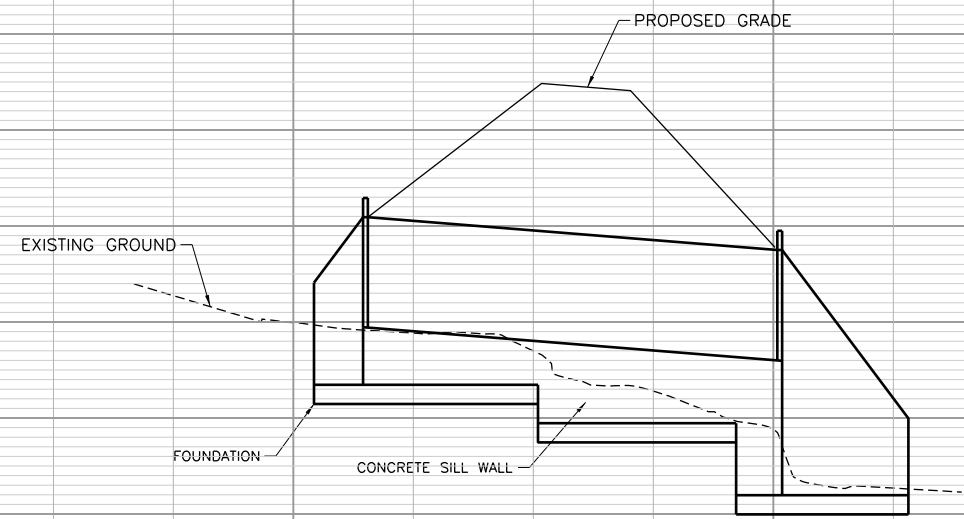 PROPOSED GRADE
EXISTING GROUND
FOUNDATION
CONCRETE SILL WALL